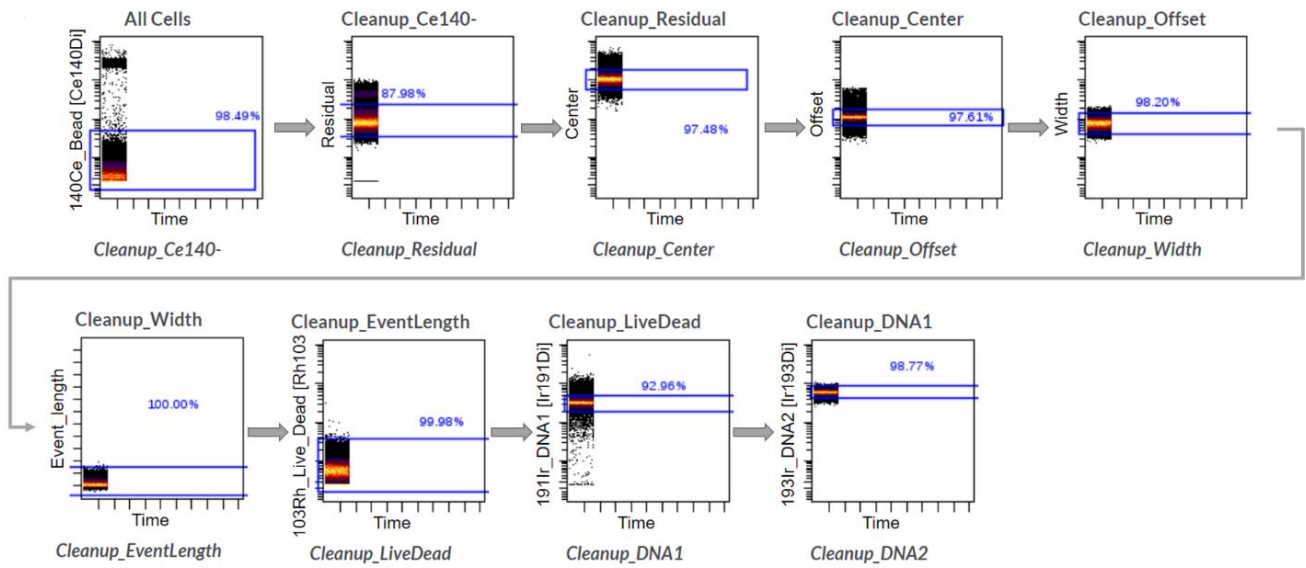 All Cells
140Ce_Bead [Ce140Di]
98.49%
Time
Cleanup_Ce140-
Cleanup_Ce140-
Residual
87.98%
Time
Cleanup_Residual
Cleanup_Residual
Center
97.48%
Time
Cleanup_Center
Cleanup_Center
Offset
97.61%
Time
Cleanup_Offset
Cleanup_Offset
Width
98.20%
Time
Cleanup_Width
Cleanup_Width
Event_length
100.00%
Time
Cleanup_EventLength
Cleanup_EventLength
103Rh_Live_Dead [Rh103
99.98%
Time
Cleanup_LiveDead
Cleanup_LiveDead
191Ir_DNA1 [Ir191Di]
92.96%
Time
Cleanup_DNA1
Cleanup_DNA1
193Ir_DNA2 [Ir193Di]
98.77%
Time
Cleanup_DNA2